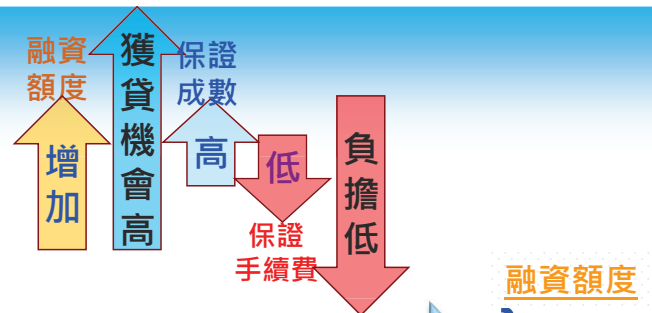 融資
額度
增
加
獲
貸
機
會
高
保證
成數
高
低
保證
手續費
負
擔
低
融資額度